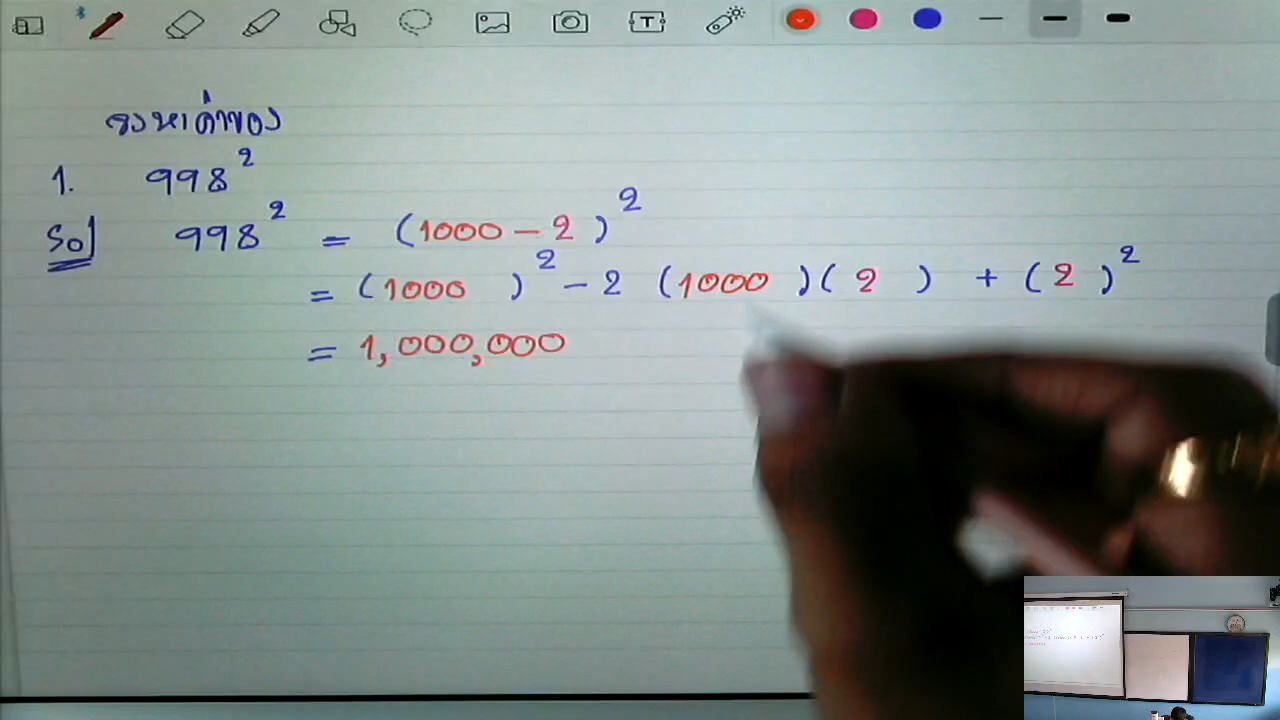 จงหาค่าของ
1. 998²
Sol 998² = (1000 - 2)²
= (1000 )² - 2 (1000 )( 2 ) + ( 2 )²
= 1,000,000